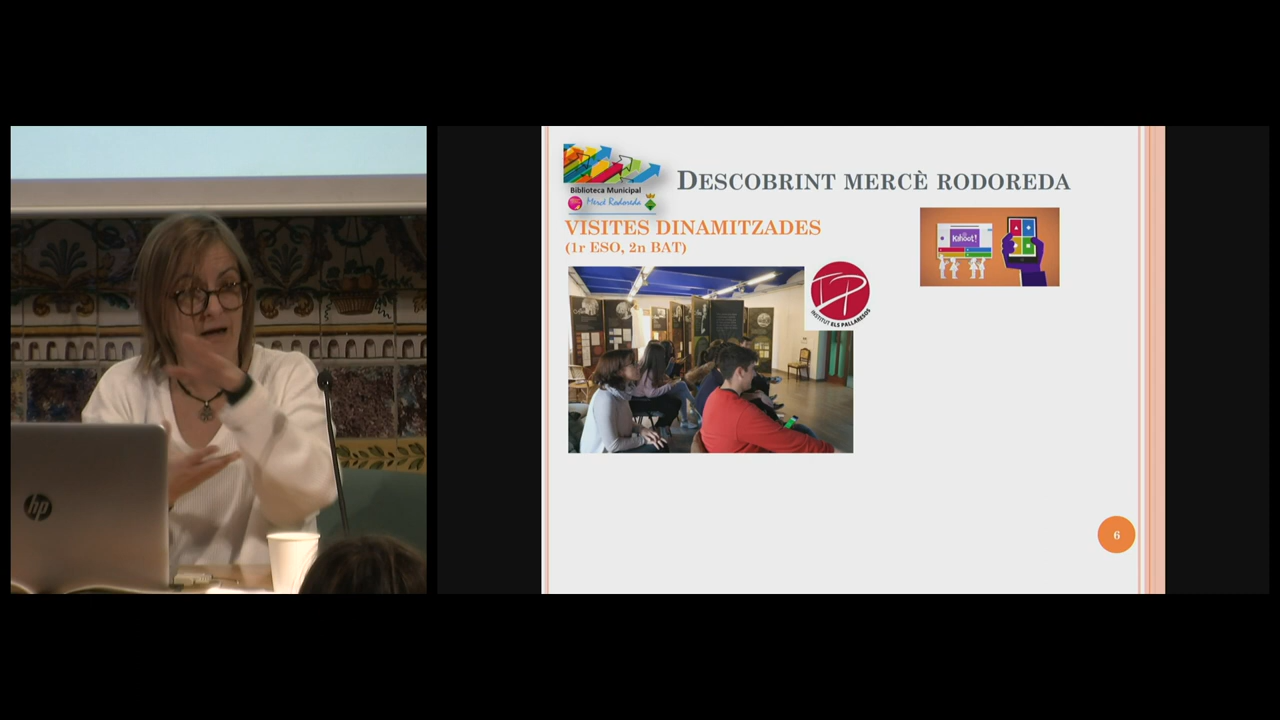 hp
Biblioteca Municipal
Mercè Rodoreda
DESCOBRINT MERCÈ RODOREDA
VISITES DINAMITZADES
(1r ESO, 2n BAT)
Kahoot!
INSTITUT ELS PALLARESOS
6